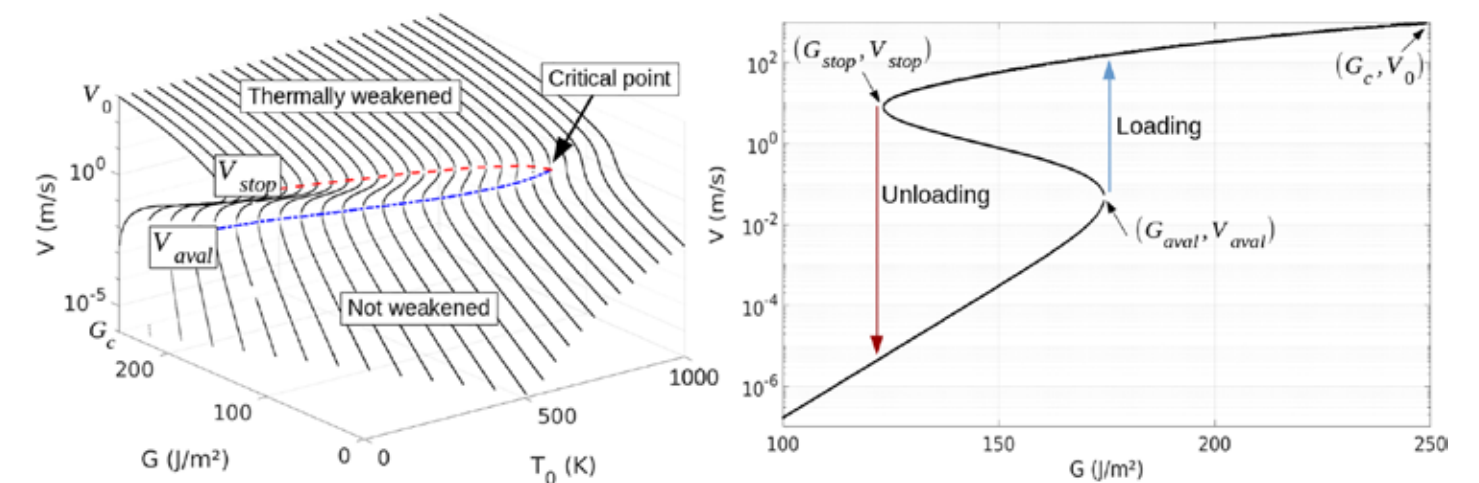 V₀
10⁰
10⁻⁵
V (m/s)
G_c
200
100
0
G (J/m²)
0
500
1000
T₀ (K)
Thermally weakened
Critical point
V_stop
V_aval
Not weakened
10²
10⁰
10⁻²
10⁻⁴
10⁻⁶
V (m/s)
(G_stop, V_stop)
(G_c, V₀)
Loading
Unloading
(G_aval, V_aval)
100
150
200
250
G (J/m²)